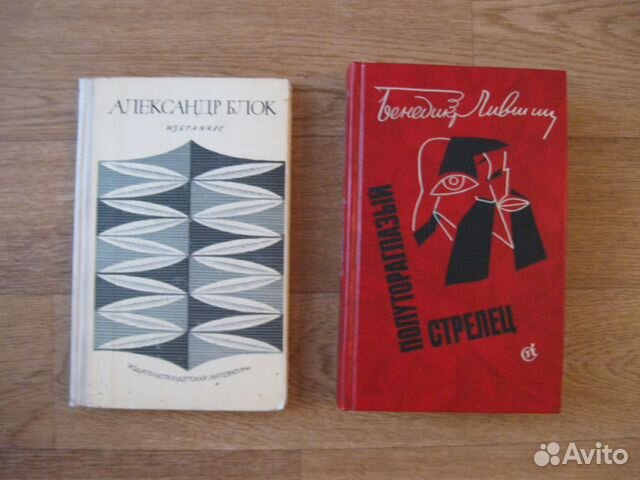 АЛЕКСАНДР БЛОК
ИЗБРАННОЕ
ИЗДАТЕЛЬСТВО ДЕТСКАЯ ЛИТЕРАТУРА
Бенедикт Лившиц
ПОЛУТОРАГЛАЗЫЙ
СТРЕЛЕЦ
Avito